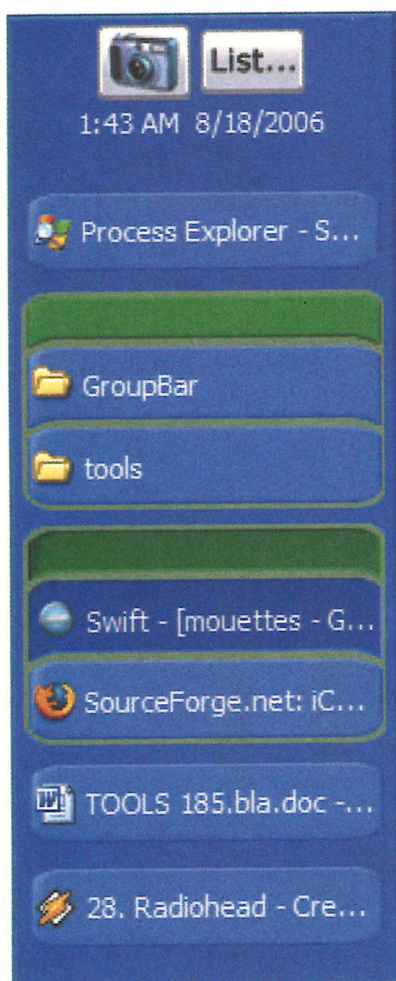 List...
1:43 AM 8/18/2006
Process Explorer - S...
GroupBar
tools
Swift - [mouettes - G...
SourceForge.net: iC...
TOOLS 185.bla.doc -...
28. Radiohead - Cre...